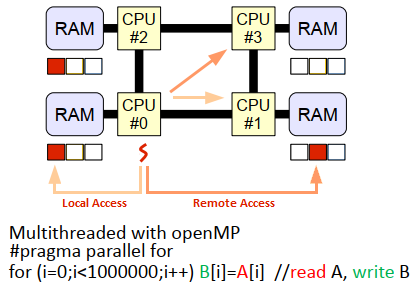 RAM CPU #2 CPU #3 RAM
RAM CPU #0 CPU #1 RAM
Local Access Remote Access
Multithreaded with openMP
#pragma parallel for
for (i=0;i<1000000;i++) B[i]=A[i] //read A, write B